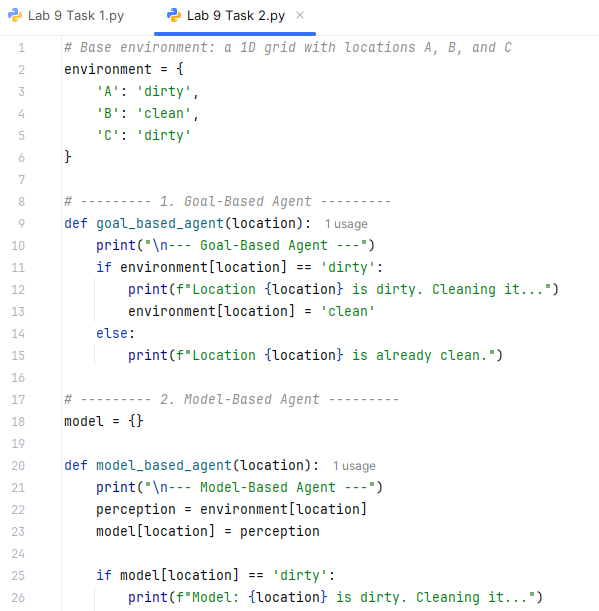 Lab 9 Task 1.py
Lab 9 Task 2.py ×
1 # Base environment: a 1D grid with locations A, B, and C
2 environment = {
3     'A': 'dirty',
4     'B': 'clean',
5     'C': 'dirty'
6 }
7
8 # --------- 1. Goal-Based Agent ---------
9 def goal_based_agent(location): 1 usage
10     print("\n--- Goal-Based Agent ---")
11     if environment[location] == 'dirty':
12         print(f"Location {location} is dirty. Cleaning it...")
13         environment[location] = 'clean'
14     else:
15         print(f"Location {location} is already clean.")
16
17 # --------- 2. Model-Based Agent ---------
18 model = {}
19
20 def model_based_agent(location): 1 usage
21     print("\n--- Model-Based Agent ---")
22     perception = environment[location]
23     model[location] = perception
24
25     if model[location] == 'dirty':
26         print(f"Model: {location} is dirty. Cleaning it...")